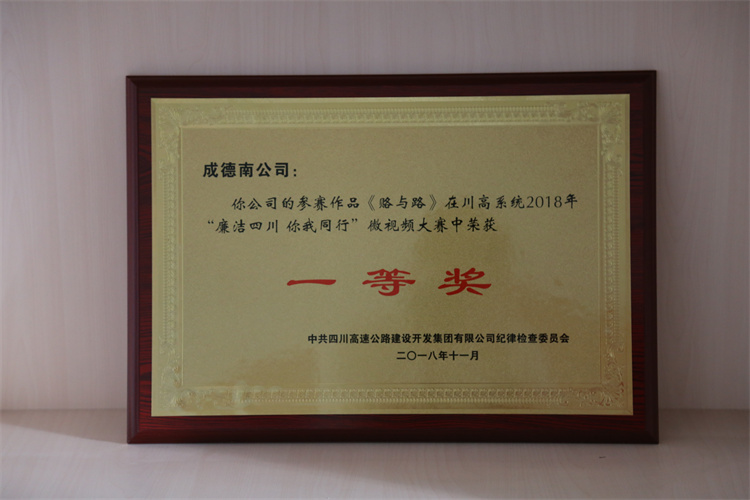 成德南公司：
你公司的参赛作品《赂与路》在川高系统2018年
“廉洁四川 你我同行”微视频大赛中荣获
一等奖
中共四川高速公路建设开发集团有限公司纪律检查委员会
二〇一八年十一月